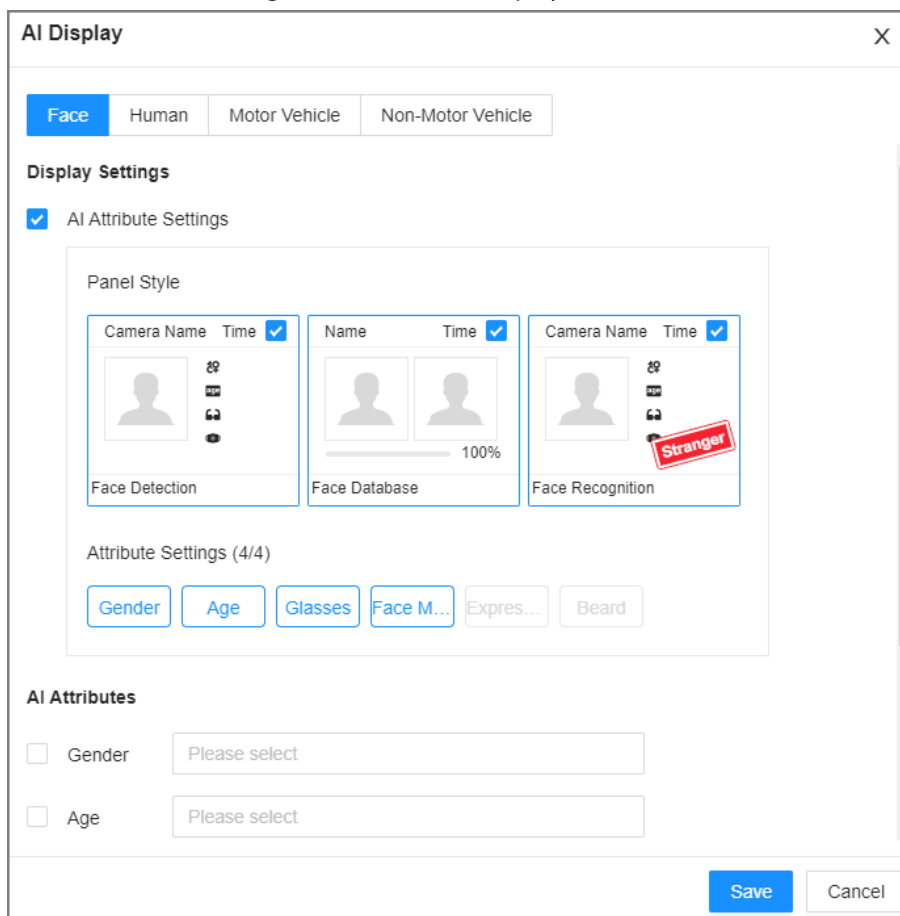 AI Display X
Face Human Motor Vehicle Non-Motor Vehicle
Display Settings
AI Attribute Settings
Panel Style
Camera Name Time Name Time Camera Name Time
age age
100% Stranger
Face Detection Face Database Face Recognition
Attribute Settings (4/4)
Gender Age Glasses Face M... Expres... Beard
AI Attributes
Gender Please select
Age Please select
Save Cancel